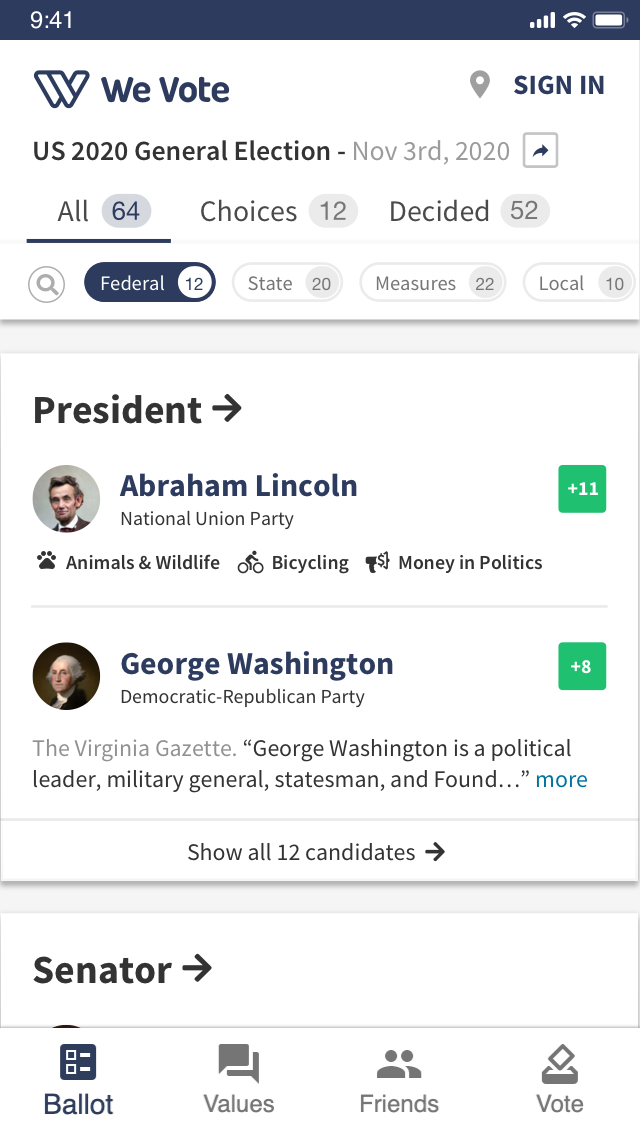 9:41
We Vote
SIGN IN
US 2020 General Election - Nov 3rd, 2020
All 64 Choices 12 Decided 52
Federal 12 State 20 Measures 22 Local 10
President
Abraham Lincoln
+11
National Union Party
Animals & Wildlife Bicycling Money in Politics
George Washington
+8
Democratic-Republican Party
The Virginia Gazette. “George Washington is a political
leader, military general, statesman, and Found…” more
Show all 12 candidates
Senator
Ballot Values Friends Vote